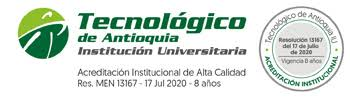 Tecnológico
de Antioquia
Institución Universitaria
Acreditación Institucional de Alta Calidad
Res. MEN 13167 - 17 Jul 2020 - 8 años
Tecnológico de Antioquia IU
Resolución 13167
del 17 de julio
de 2020
Vigencia 8 años
ACREDITACIÓN INSTITUCIONAL